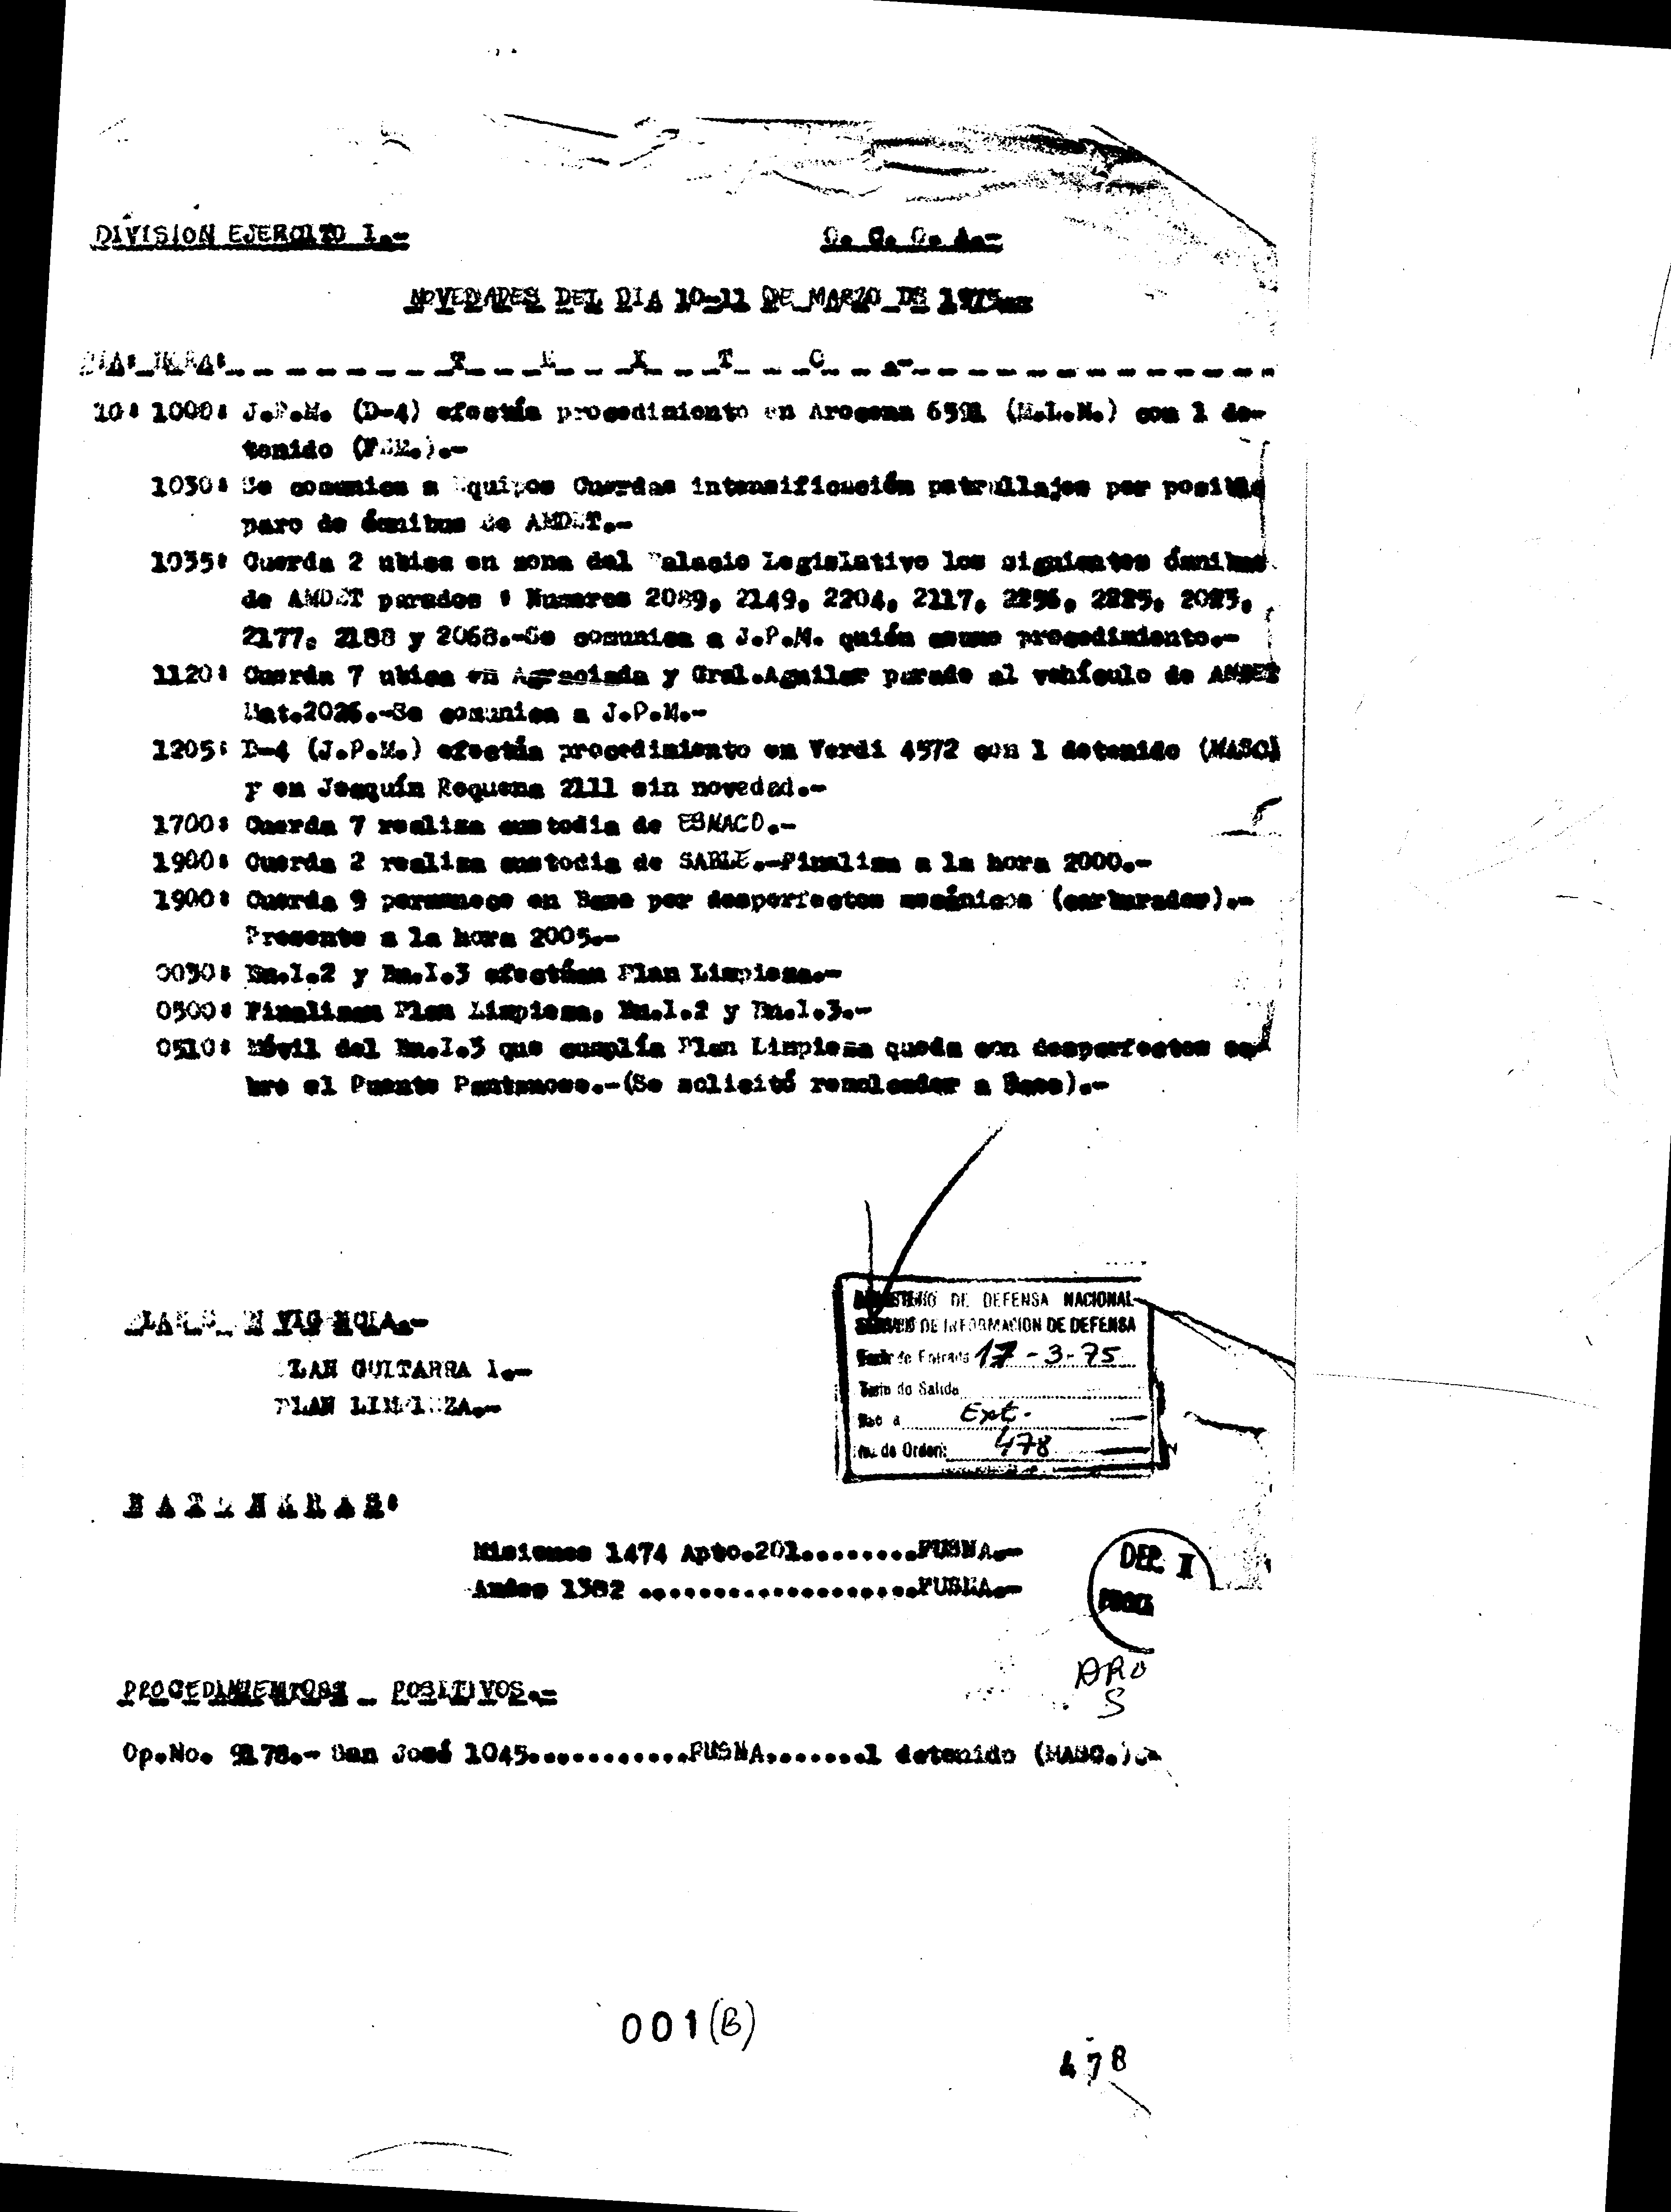 DIVISION EJERCITO I.-
O. C. O. A.-
NOVEDADES DEL DIA 10-11 DE MARZO DE 1975.-
DIA: HORA: T E X T O .-
10: 1000: J.P.M. (D-4) efectúa procedimiento en Arocena 6591 (M.L.N.) con 1 de-
tenido (FEM.).-
1030: Se comunica a Equipos Cuerdas intensificación patrullajes por posible
paro de ómnibus de AMDET.-
1035: Cuerda 2 ubica en zona del Palacio Legislativo los siguientes ómnibus
de AMDET parados : Numeros 2089, 2149, 2204, 2117, 2256, 2225, 2023,
2177, 2188 y 2068.-Se comunica a J.P.M. quién asume procedimiento.-
1120: Cuerda 7 ubica en Agraciada y Gral.Aguilar parado al vehículo de AMDET
Mat.2026.-Se comunica a J.P.M.-
1205: D-4 (J.P.M.) efectúa procedimiento en Verdi 4572 con 1 detenido (MASC)
y en Joaquín Requena 2111 sin novedad.-
1700: Cuerda 7 realiza custodia de ESMACO.-
1900: Cuerda 2 realiza custodia de SABLE.-Finaliza a la hora 2000.-
1900: Cuerda 9 permanece en Base por desperfectos mecánicos (carburador).-
Presente a la hora 2005.-
0030: Bn.I.2 y Bn.I.3 efectúan Plan Limpieza.-
0500: Finalizan Plan Limpieza, Bn.I.2 y Bn.I.3.-
0510: Móvil del Bn.I.3 que cumplía Plan Limpieza queda con desperfectos so-
bre el Puente Pantanoso.-(Se solicitó remolcador a Base).-
MINISTERIO DE DEFENSA NACIONAL
SERVICIO DE INFORMACION DE DEFENSA
Fecha de Entrada 17-3-75
Fecha de Salida
Pase a Ext.
No. de Orden: 478
PLANES EN VIGENCIA.-
PLAN GUITARRA 1.-
PLAN LIMPIEZA.-
RATONERAS:
Misiones 1474 Apto.201.........FUSNA.-
Andes 1382 .....................FUSNA.-
DEP. I
ARO
S
PROCEDIMIENTOS POSITIVOS.-
Op.No. 9178.- San José 1045............FUSNA.......1 detenido (MASC.).-
001(B)
478